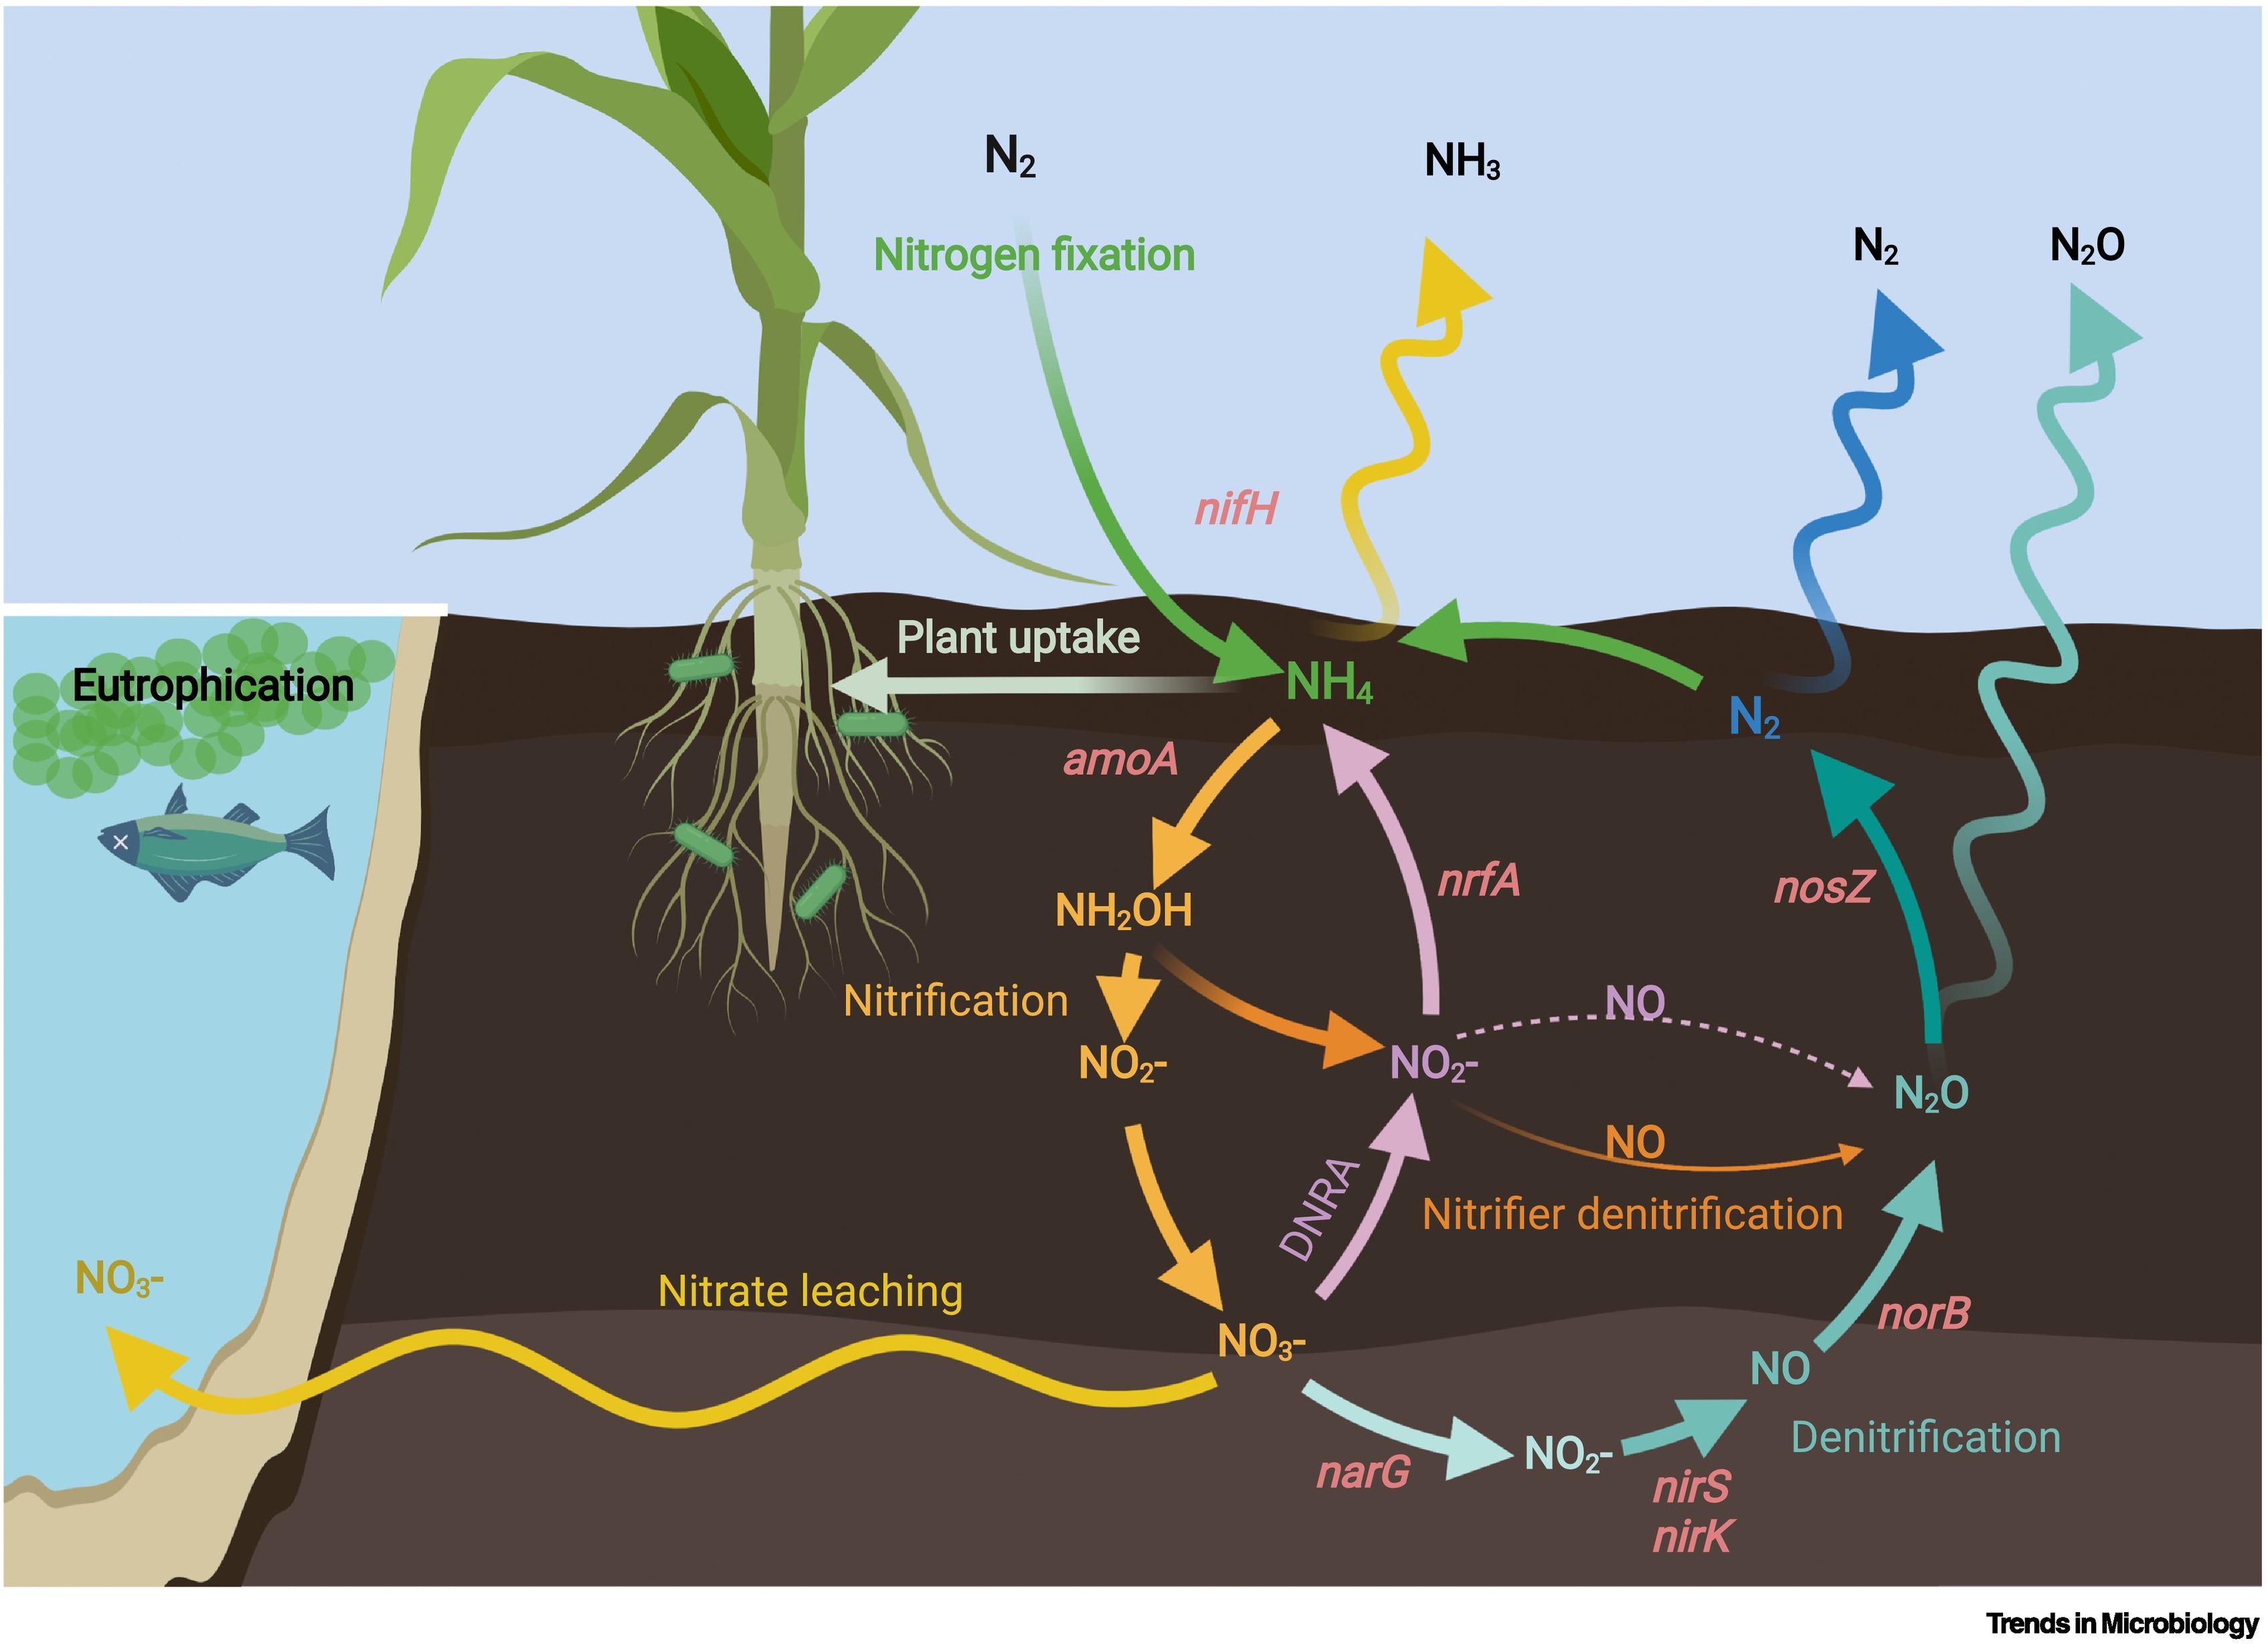 N₂
NH₃
N₂
N₂O
Nitrogen fixation
nifH
Plant uptake
NH₄
N₂
Eutrophication
amoA
nrfA
nosZ
NH₂OH
Nitrification
NO
NO₂-
NO₂-
N₂O
NO
DNRA
Nitrifier denitrification
NO₃-
Nitrate leaching
norB
NO₃-
NO
Denitrification
NO₂-
narG
nirS
nirK
Trends in Microbiology